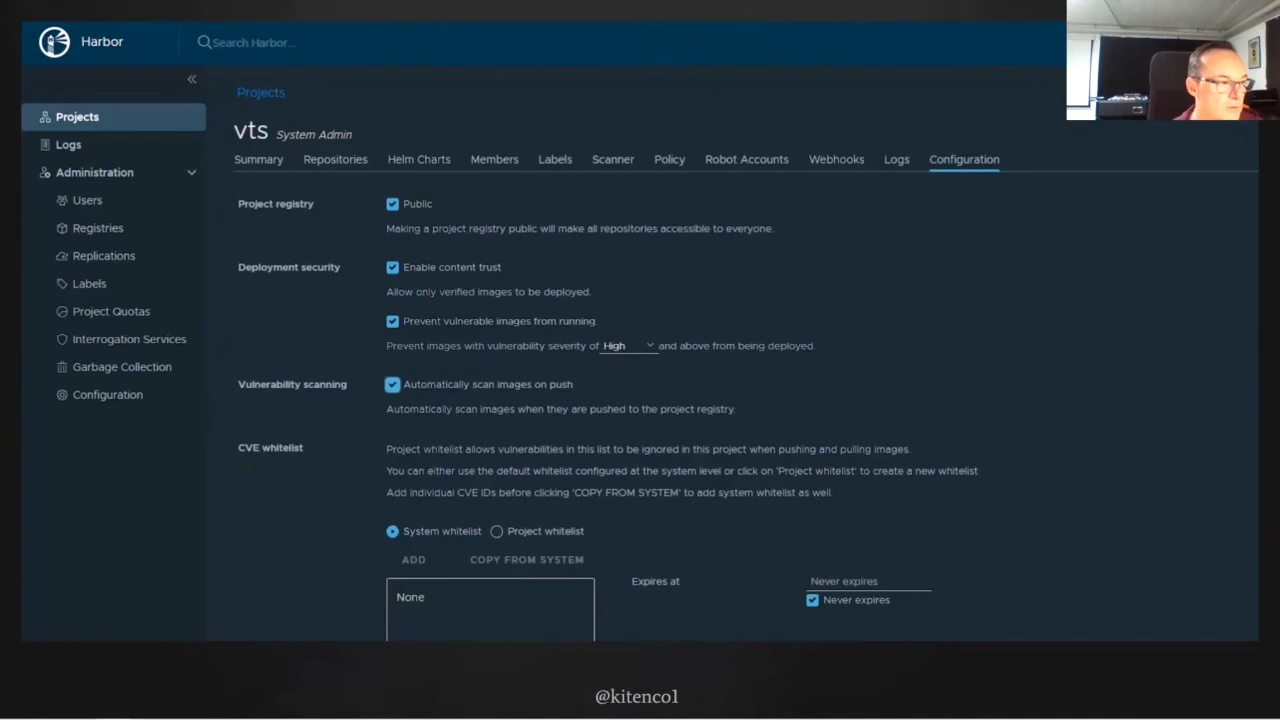 Harbor
Search Harbor...
Projects
Logs
Administration
Users
Registries
Replications
Labels
Project Quotas
Interrogation Services
Garbage Collection
Configuration
Projects
vts System Admin
Summary Repositories Helm Charts Members Labels Scanner Policy Robot Accounts Webhooks Logs Configuration
Project registry Public
Making a project registry public will make all repositories accessible to everyone.
Deployment security Enable content trust
Allow only verified images to be deployed.
Prevent vulnerable images from running.
Prevent images with vulnerability severity of High and above from being deployed.
Vulnerability scanning Automatically scan images on push
Automatically scan images when they are pushed to the project registry.
CVE whitelist Project whitelist allows vulnerabilities in this list to be ignored in this project when pushing and pulling images.
You can either use the default whitelist configured at the system level or click on 'Project whitelist' to create a new whitelist
Add individual CVE IDs before clicking 'COPY FROM SYSTEM' to add system whitelist as well.
System whitelist Project whitelist
ADD COPY FROM SYSTEM
None
Expires at Never expires
Never expires
@kitenco1